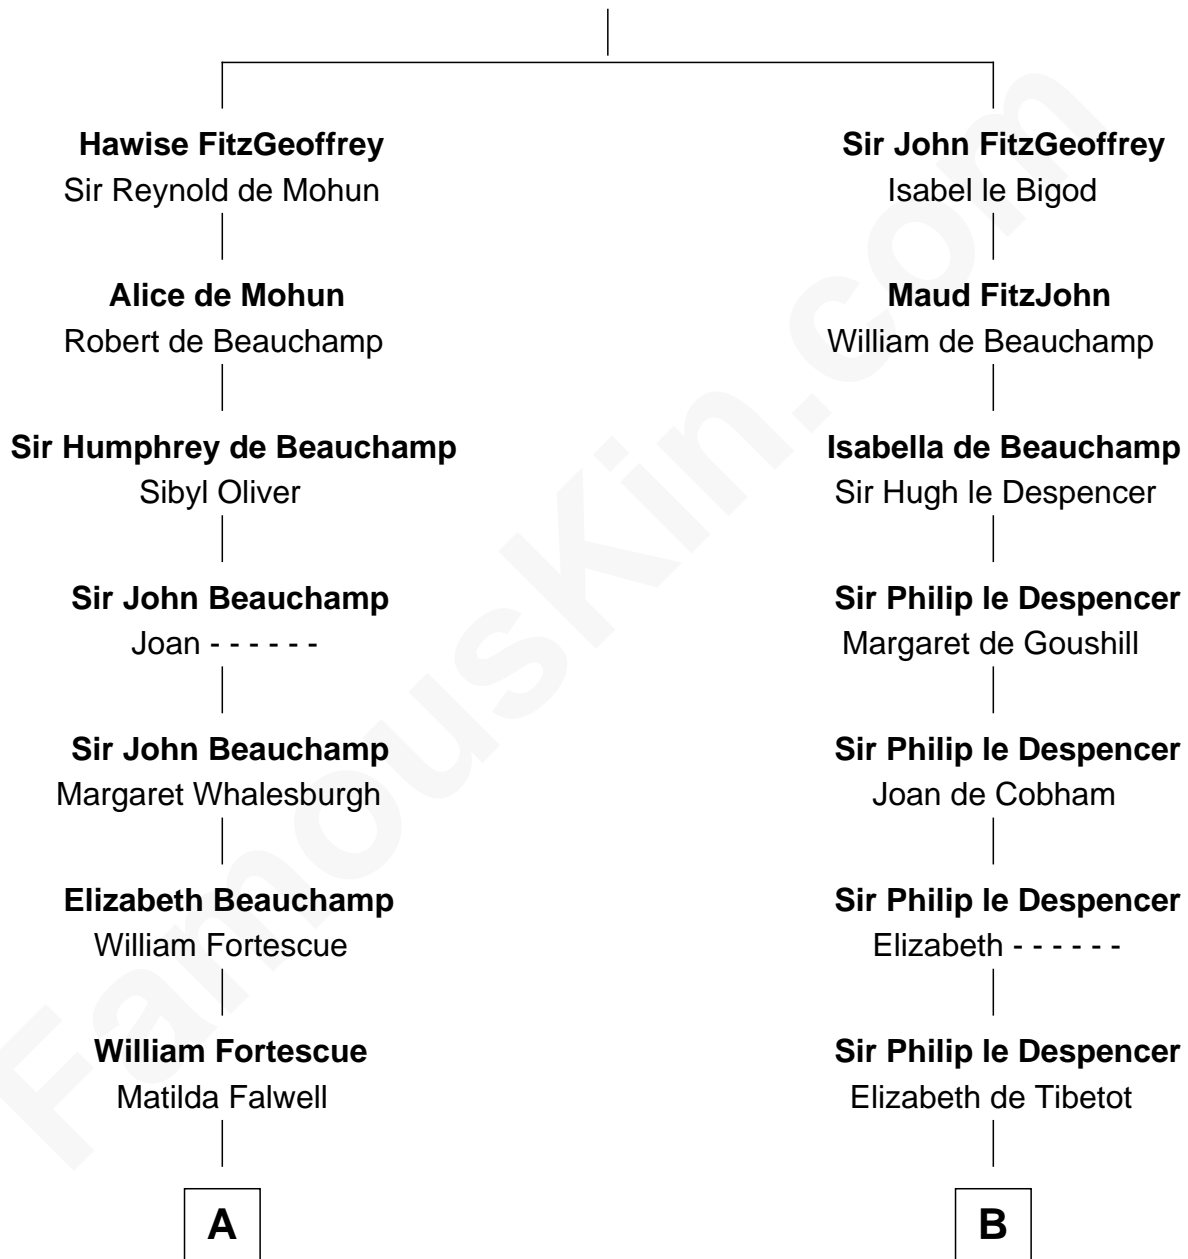 Hawise FitzGeoffrey
Sir Reynold de Mohun
Alice de Mohun
Robert de Beauchamp
Sir Humphrey de Beauchamp
Sibyl Oliver
Sir John Beauchamp
Joan - - - - - -
Sir John Beauchamp
Margaret Whalesburgh
Elizabeth Beauchamp
William Fortescue
William Fortescue
Matilda Falwell
A
Sir John FitzGeoffrey
Isabel le Bigod
Maud FitzJohn
William de Beauchamp
Isabella de Beauchamp
Sir Hugh le Despencer
Sir Philip le Despencer
Margaret de Goushill
Sir Philip le Despencer
Joan de Cobham
Sir Philip le Despencer
Elizabeth - - - - - -
Sir Philip le Despencer
Elizabeth de Tibetot
B
FamousKin.com